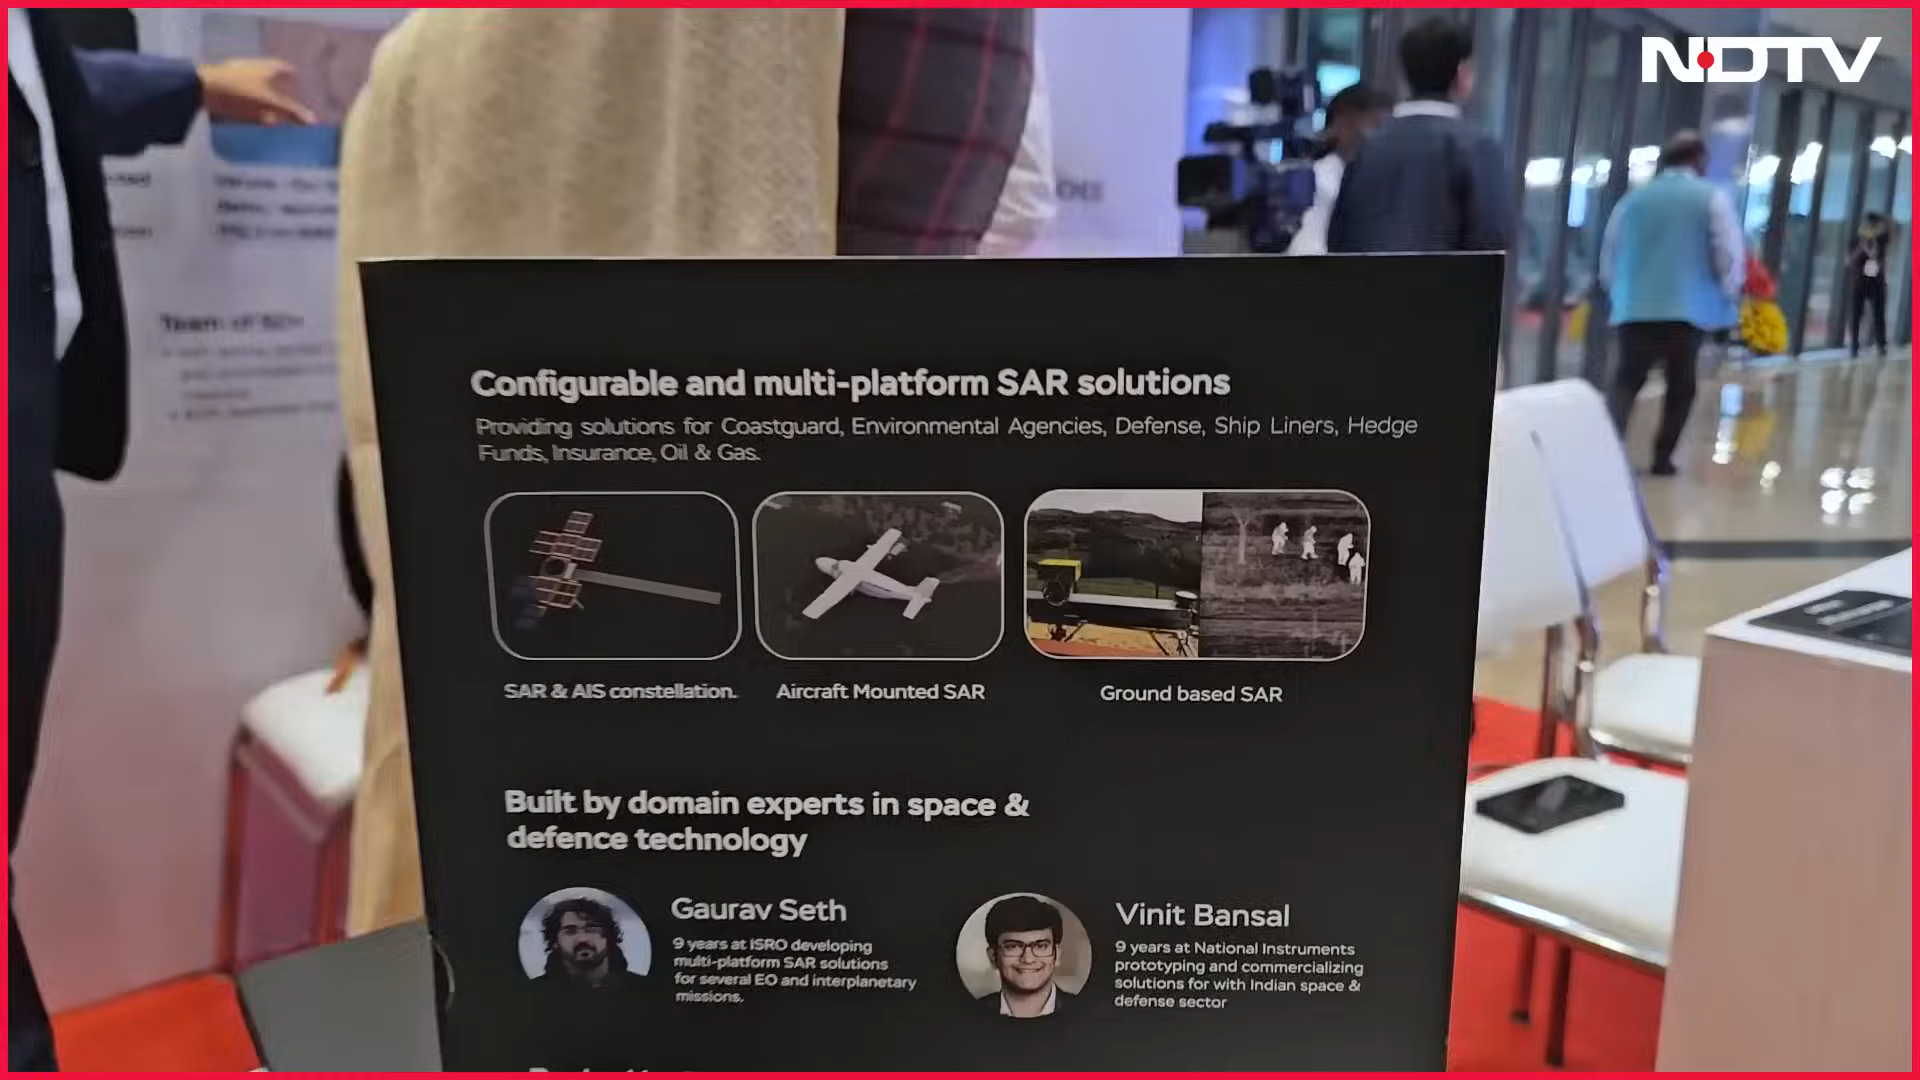 NDTV
Team of 50+
Configurable and multi-platform SAR solutions
Providing solutions for Coastguard, Environmental Agencies, Defense, Ship Liners, Hedge
Funds, Insurance, Oil & Gas.
SAR & AIS constellation.
Aircraft Mounted SAR
Ground based SAR
Built by domain experts in space &
defence technology
Gaurav Seth
9 years at ISRO developing
multi-platform SAR solutions
for several EO and interplanetary
missions.
Vinit Bansal
9 years at National Instruments
prototyping and commercializing
solutions for with Indian space &
defense sector